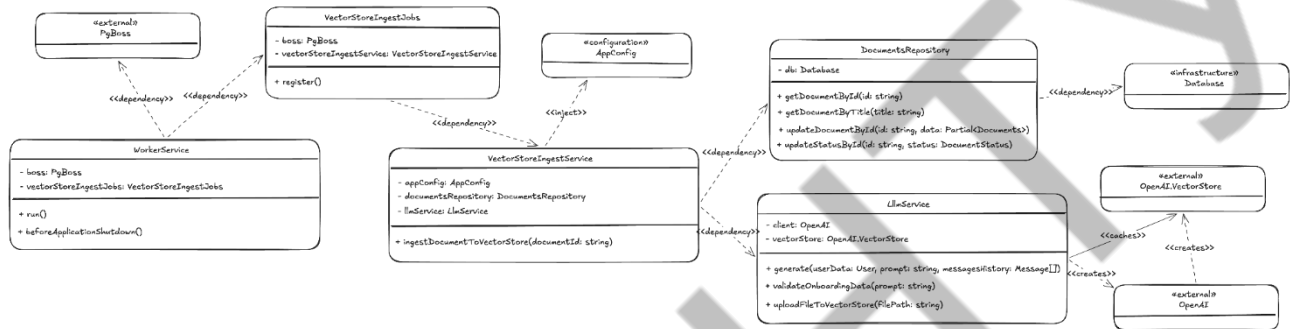 «external»
PgBoss
VectorStoreIngestJobs
- boss: PgBoss
- vectorStoreIngestService: VectorStoreIngestService
+ register()
«configuration»
AppConfig
<<dependency>>
<<dependency>>
<<dependency>>
<<inject>>
WorkerService
- boss: PgBoss
- vectorStoreIngestJobs: VectorStoreIngestJobs
+ run()
+ beforeApplicationShutdown()
VectorStoreIngestService
- appConfig: AppConfig
- documentsRepository: DocumentsRepository
- llmService: LlmService
+ ingestDocumentToVectorStore(documentId: string)
<<dependency>>
<<dependency>>
DocumentsRepository
- db: Database
+ getDocumentById(id: string)
+ getDocumentByTitle(title: string)
+ updateDocumentById(id: string, data: Partial<Documents>)
+ updateStatusById(id: string, status: DocumentStatus)
<<dependency>>
«infrastructure»
Database
LlmService
- client: OpenAI
- vectorStore: OpenAI.VectorStore
+ generate(userData: User, prompt: string, messagesHistory: Message[])
+ validateOnboardingData(prompt: string)
+ uploadFileToVectorStore(filePath: string)
«external»
OpenAI.VectorStore
<<caches>>
<<creates>>
<<creates>>
«external»
OpenAI